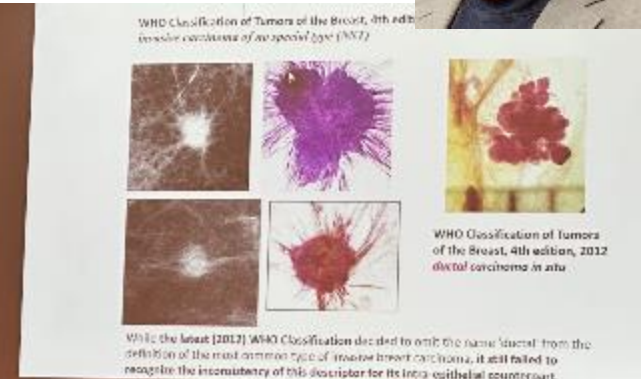 WHO Classification of Tumors of the Breast, 4th edit
invasive carcinoma of no special type (NST)
WHO Classification of Tumors
of the Breast, 4th edition, 2012
ductal carcinoma in situ
While the latest (2012) WHO Classification decided to omit the name 'ductal' from the
definition of the most common type of invasive breast carcinoma, it still failed to
recognize the inconsistency of this descriptor for its intra-epithelial counterpart